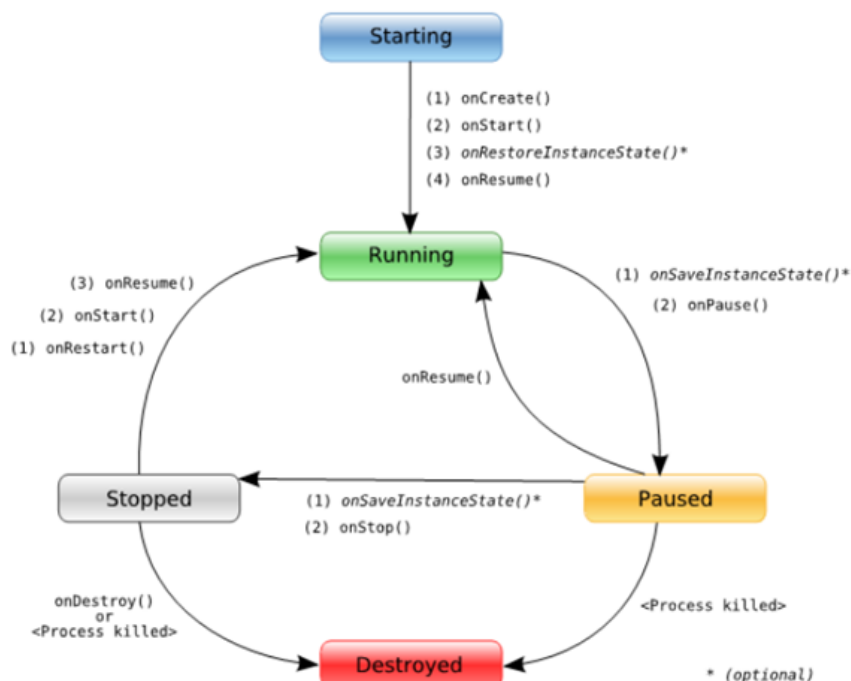 Starting
(1) onCreate()
(2) onStart()
(3) onRestoreInstanceState()*
(4) onResume()
Running
(3) onResume()
(2) onStart()
(1) onRestart()
(1) onSaveInstanceState()*
(2) onPause()
onResume()
Stopped
(1) onSaveInstanceState()*
(2) onStop()
Paused
onDestroy()
or
<Process killed>
<Process killed>
Destroyed
* (optional)